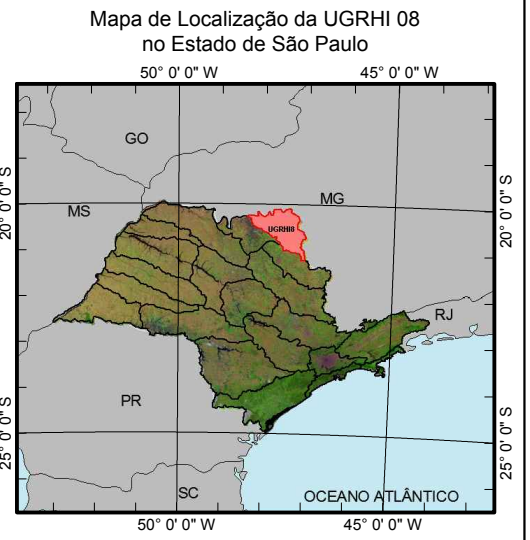 Mapa de Localização da UGRHI 08
no Estado de São Paulo
50° 0' 0" W
45° 0' 0" W
GO
MG
MS
20° 0' 0" S
20° 0' 0" S
UGRHI8
RJ
PR
25° 0' 0" S
25° 0' 0" S
SC
OCEANO ATLÂNTICO
50° 0' 0" W
45° 0' 0" W